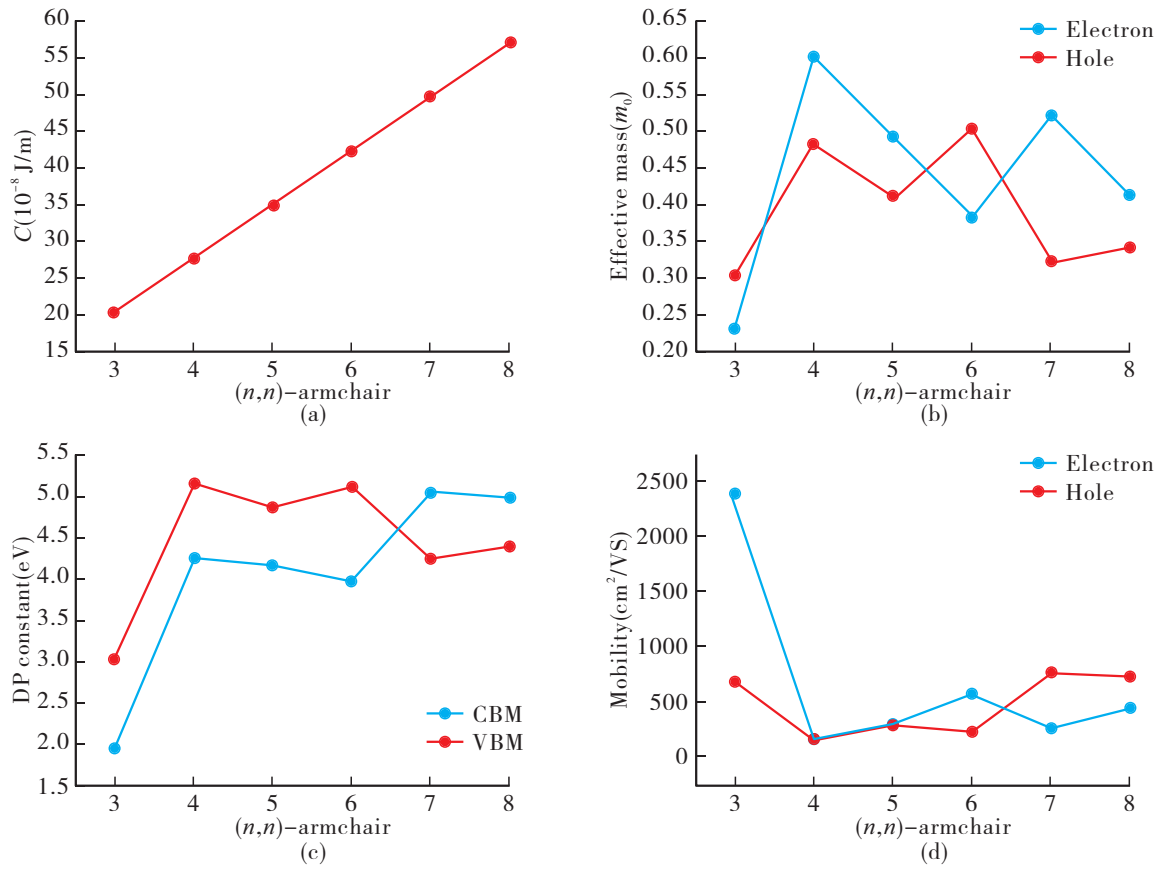 60
55
50
45
40
35
30
25
20
15
C(10⁻⁸ J/m)
3 4 5 6 7 8
(n,n)-armchair
(a)
0.65
0.60
0.55
0.50
0.45
0.40
0.35
0.30
0.25
0.20
Effective mass(m₀)
Electron
Hole
3 4 5 6 7 8
(n,n)-armchair
(b)
5.5
5.0
4.5
4.0
3.5
3.0
2.5
2.0
1.5
DP constant(eV)
CBM
VBM
3 4 5 6 7 8
(n,n)-armchair
(c)
2500
2000
1500
1000
500
0
Mobility(cm²/VS)
Electron
Hole
3 4 5 6 7 8
(n,n)-armchair
(d)